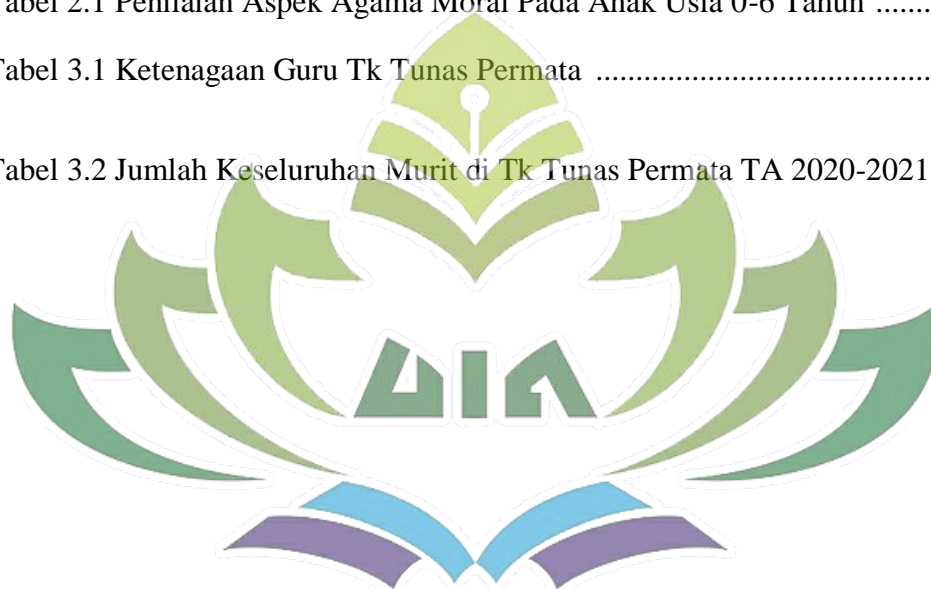 Tabel 2.1 Penilaian Aspek Agama Moral Pada Anak Usia 0-6 Tahun .......
Tabel 3.1 Ketenagaan Guru Tk Tunas Permata ..........................................
Tabel 3.2 Jumlah Keseluruhan Murit di Tk Tunas Permata TA 2020-2021
UIN